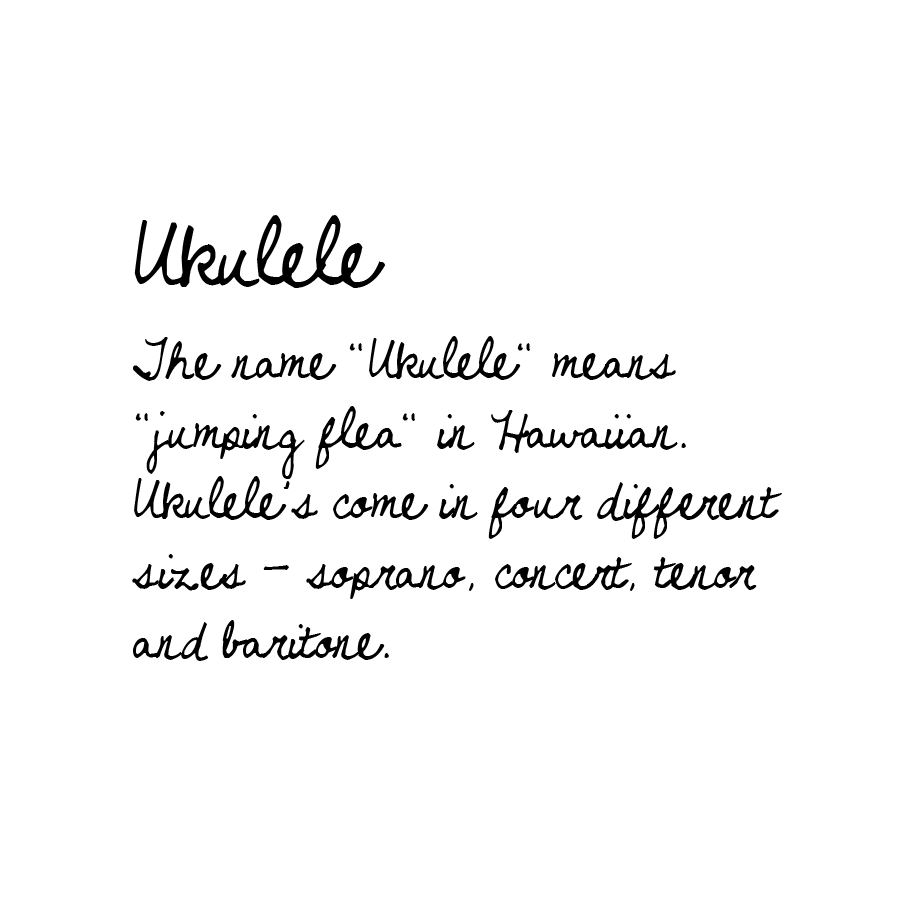 Ukulele
The name “Ukulele“ means
“jumping flea“ in Hawaiian.
Ukulele's come in four different
sizes – soprano, concert, tenor
and baritone.